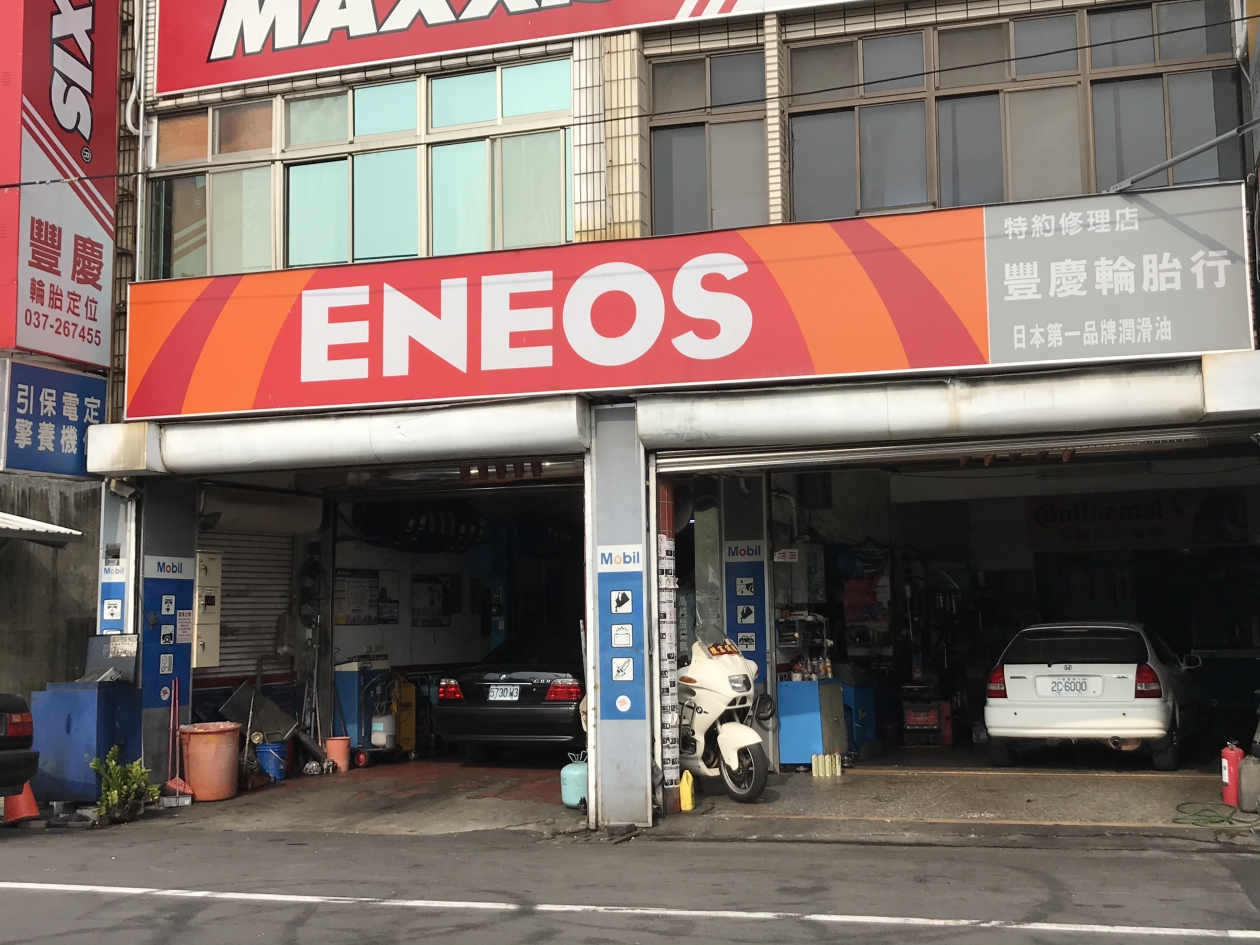 MAXXIS
XIS®
豐慶
輪胎定位
037-267455
引保電定
擎養機
ENEOS
特約修理店
豐慶輪胎行
日本第一品牌潤滑油
Mobil
Mobil
Mobil
Mobil
Continental
5730 M3
2C 6000